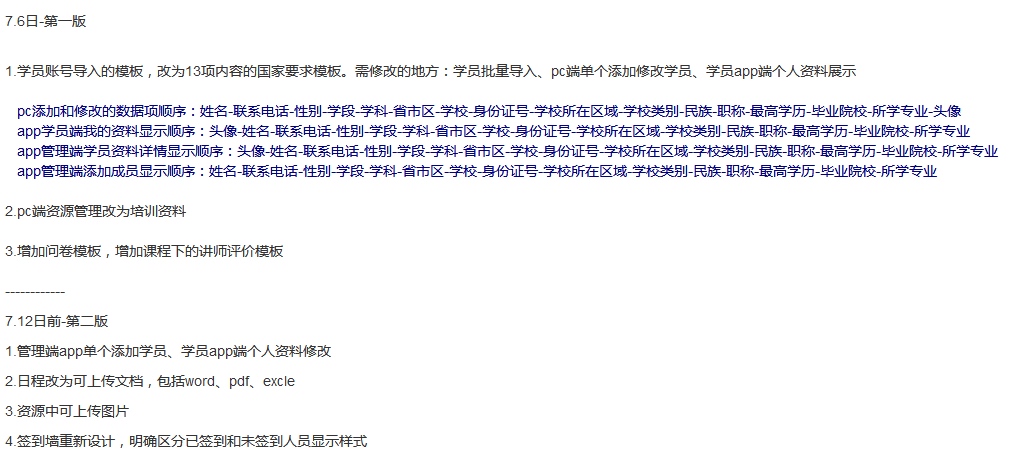 7.6日-第一版
1.学员账号导入的模板，改为13项内容的国家要求模板。需修改的地方：学员批量导入、pc端单个添加修改学员、学员app端个人资料展示
pc添加和修改的数据项顺序：姓名-联系电话-性别-学段-学科-省市区-学校-身份证号-学校所在区域-学校类别-民族-职称-最高学历-毕业院校-所学专业-头像
app学员端我的资料显示顺序：头像-姓名-联系电话-性别-学段-学科-省市区-学校-身份证号-学校所在区域-学校类别-民族-职称-最高学历-毕业院校-所学专业
app管理端学员资料详情显示顺序：头像-姓名-联系电话-性别-学段-学科-省市区-学校-身份证号-学校所在区域-学校类别-民族-职称-最高学历-毕业院校-所学专业
app管理端添加成员显示顺序：姓名-联系电话-性别-学段-学科-省市区-学校-身份证号-学校所在区域-学校类别-民族-职称-最高学历-毕业院校-所学专业
2.pc端资源管理改为培训资料
3.增加问卷模板，增加课程下的讲师评价模板
------------
7.12日前-第二版
1.管理端app单个添加学员、学员app端个人资料修改
2.日程改为可上传文档，包括word、pdf、excle
3.资源中可上传图片
4.签到墙重新设计，明确区分已签到和未签到人员显示样式